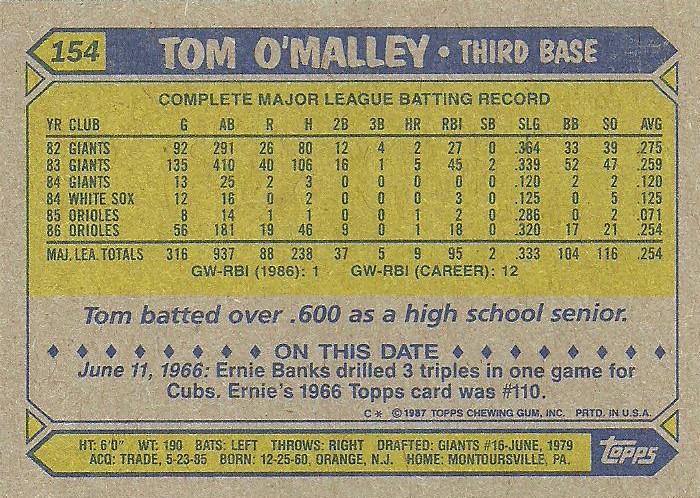 154 TOM O'MALLEY • THIRD BASE
COMPLETE MAJOR LEAGUE BATTING RECORD
YR CLUB G AB R H 2B 3B HR RBI SB SLG BB SO AVG
82 GIANTS 92 291 26 80 12 4 2 27 0 .364 33 39 .275
83 GIANTS 135 410 40 106 16 1 5 45 2 .339 52 47 .259
84 GIANTS 13 25 2 3 0 0 0 0 0 .120 2 2 .120
84 WHITE SOX 12 16 0 2 0 0 0 3 0 .125 0 5 .125
85 ORIOLES 8 14 1 1 0 0 1 2 0 .286 0 2 .071
86 ORIOLES 56 181 19 46 9 0 1 18 0 .320 17 21 .254
MAJ. LEA. TOTALS 316 937 88 238 37 5 9 95 2 .333 104 116 .254
GW-RBI (1986): 1 GW-RBI (CAREER): 12
Tom batted over .600 as a high school senior.
♦ ♦ ♦ ♦ ♦ ♦ ♦ ♦ ON THIS DATE ♦ ♦ ♦ ♦ ♦ ♦ ♦ ♦
June 11, 1966: Ernie Banks drilled 3 triples in one game for
Cubs. Ernie's 1966 Topps card was #110.
C* ©1987 TOPPS CHEWING GUM, INC. PRTD. IN U.S.A.
HT: 6'0" WT: 190 BATS: LEFT THROWS: RIGHT DRAFTED: GIANTS #16-JUNE, 1979
ACQ: TRADE, 5-23-85 BORN: 12-25-60, ORANGE, N.J. HOME: MONTOURSVILLE, PA.
TOPPS